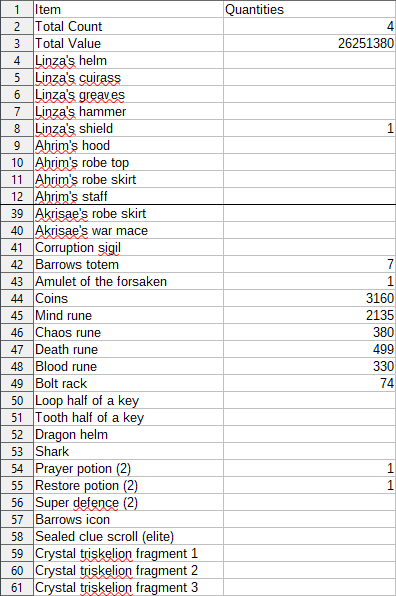 1 Item Quantities
2 Total Count 4
3 Total Value 26251380
4 Linza's helm
5 Linza's cuirass
6 Linza's greaves
7 Linza's hammer
8 Linza's shield 1
9 Ahrim's hood
10 Ahrim's robe top
11 Ahrim's robe skirt
12 Ahrim's staff
39 Akrisae's robe skirt
40 Akrisae's war mace
41 Corruption sigil
42 Barrows totem 7
43 Amulet of the forsaken 1
44 Coins 3160
45 Mind rune 2135
46 Chaos rune 380
47 Death rune 499
48 Blood rune 330
49 Bolt rack 74
50 Loop half of a key
51 Tooth half of a key
52 Dragon helm
53 Shark
54 Prayer potion (2) 1
55 Restore potion (2) 1
56 Super defence (2)
57 Barrows icon
58 Sealed clue scroll (elite)
59 Crystal triskelion fragment 1
60 Crystal triskelion fragment 2
61 Crystal triskelion fragment 3